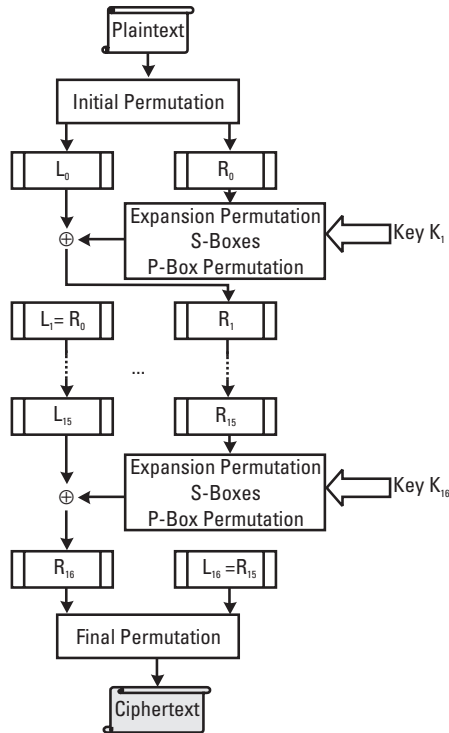 Plaintext
Initial Permutation
L₀
R₀
Expansion Permutation
S-Boxes
P-Box Permutation
Key K₁
⊕
L₁= R₀
R₁
...
L₁₅
R₁₅
Expansion Permutation
S-Boxes
P-Box Permutation
Key K₁₆
⊕
R₁₆
L₁₆ =R₁₅
Final Permutation
Ciphertext